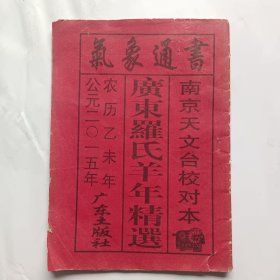 氣象通書
南京天文台校对本
廣東羅氏羊年精選
农历乙未年
公元二〇一五年
广东土版社